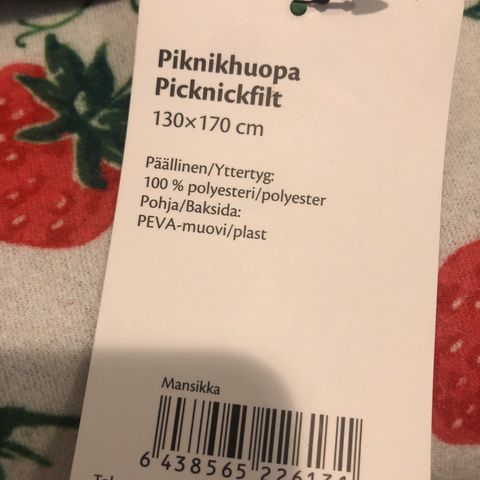 Piknikhuopa
Picknickfilt
130×170 cm
Päällinen/Yttertyg:
100 % polyesteri/polyester
Pohja/Baksida:
PEVA-muovi/plast
Mansikka
6 438565 226134